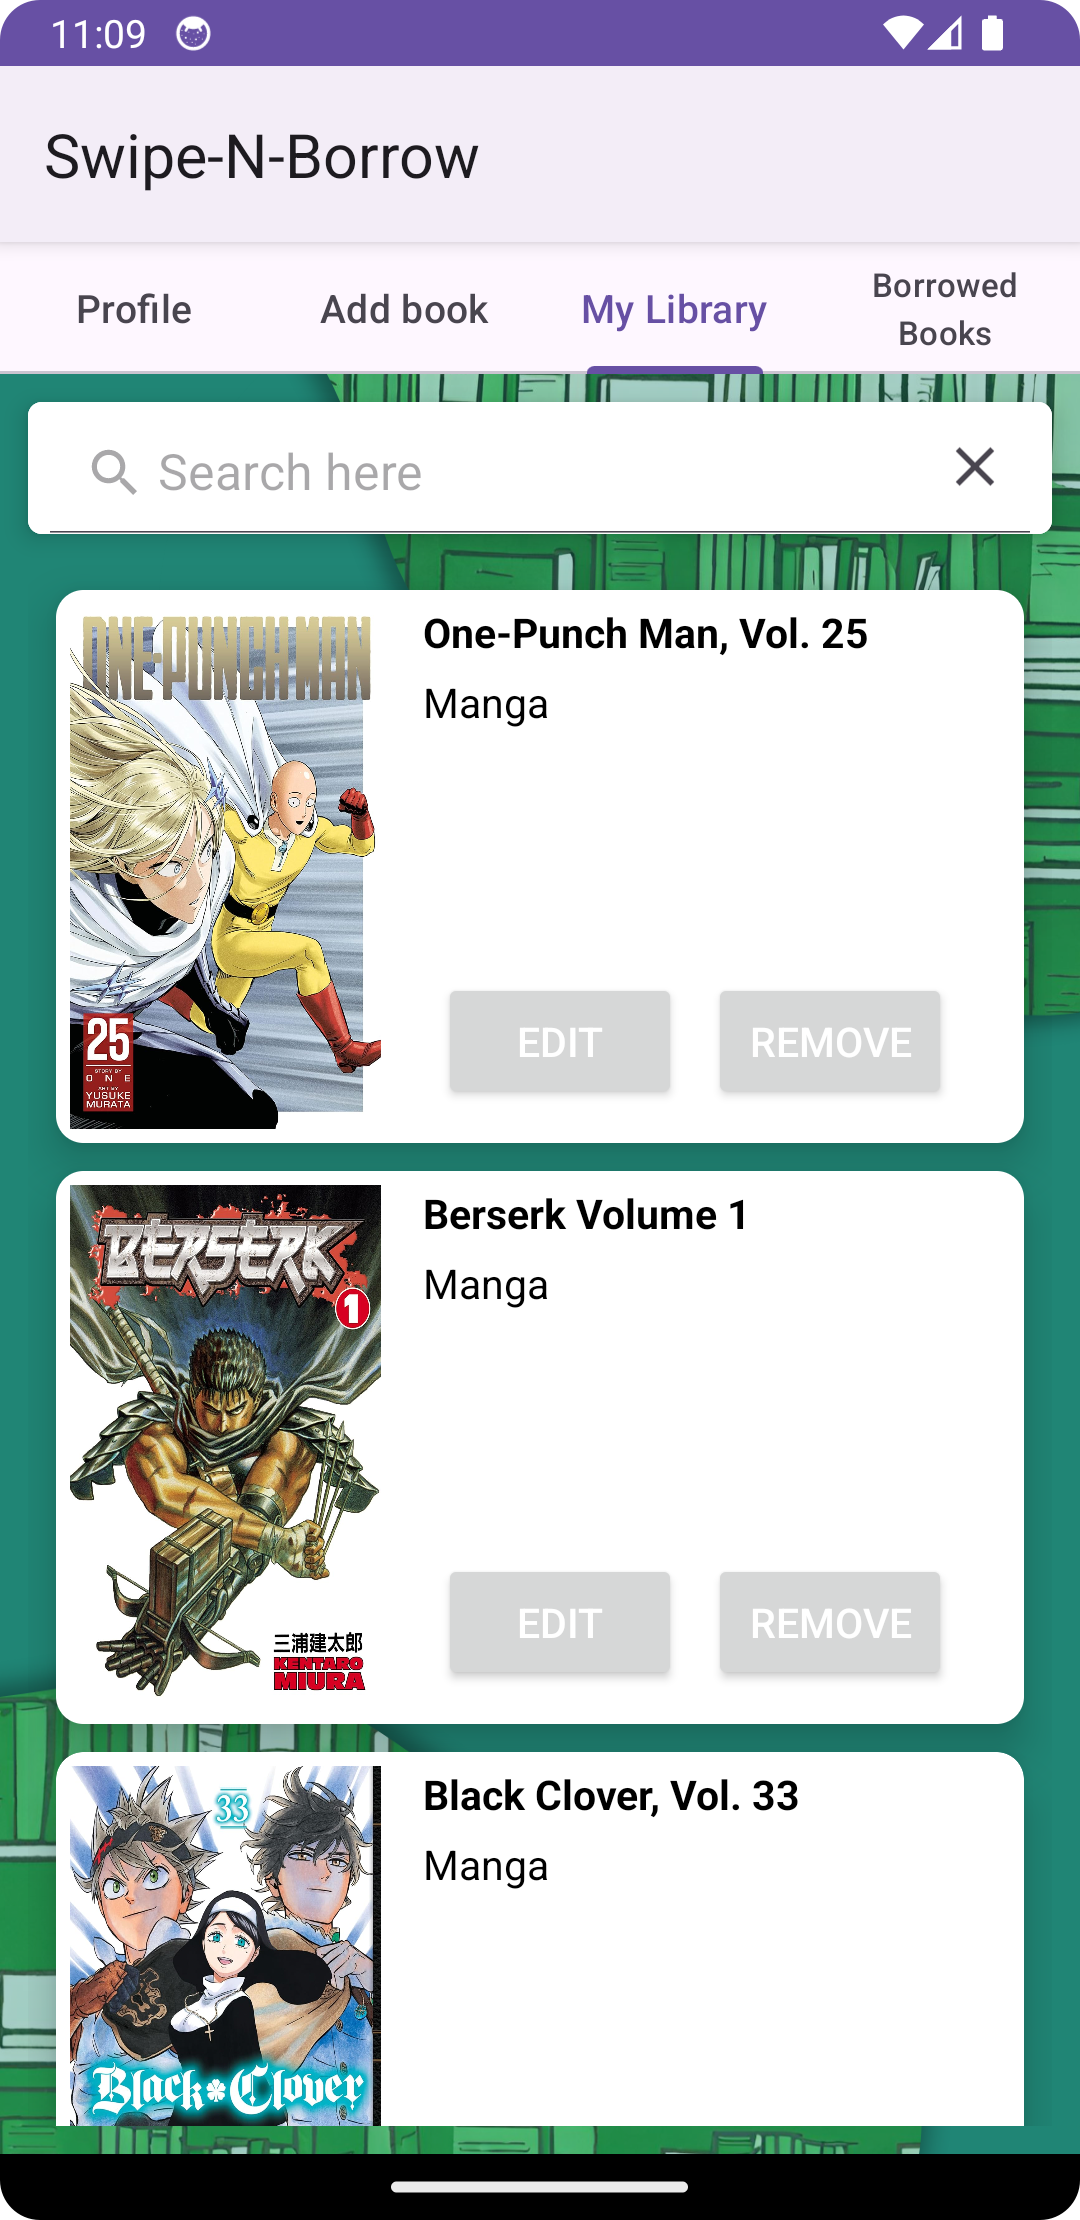 11:09
Swipe-N-Borrow
Profile
Add book
My Library
Borrowed
Books
Search here
ONE-PUNCH MAN
25
STORY BY
ONE
ART BY
YUSUKE
MURATA
One-Punch Man, Vol. 25
Manga
EDIT
REMOVE
BERSERK
1
三浦建太郎
KENTARO
MIURA
Berserk Volume 1
Manga
EDIT
REMOVE
33
Black Clover
Black Clover, Vol. 33
Manga